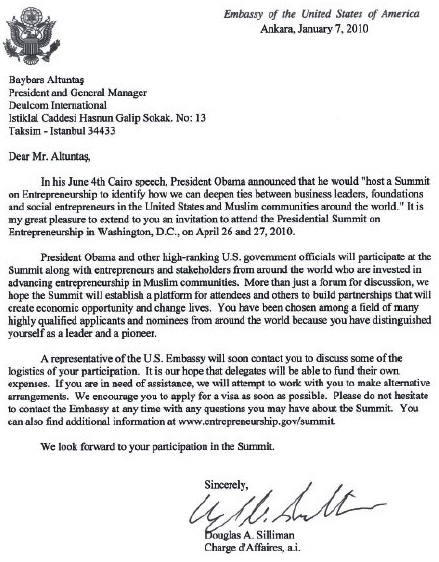 Embassy of the United States of America
Ankara, January 7, 2010
Baybars Altuntaş
President and General Manager
Deulcom International
Istiklal Caddesi Hasnun Galip Sokak. No: 13
Taksim - Istanbul 34433
Dear Mr. Altuntaş,
In his June 4th Cairo speech, President Obama announced that he would "host a Summit
on Entrepreneurship to identify how we can deepen ties between business leaders, foundations
and social entrepreneurs in the United States and Muslim communities around the world." It is
my great pleasure to extend to you an invitation to attend the Presidential Summit on
Entrepreneurship in Washington, D.C., on April 26 and 27, 2010.
President Obama and other high-ranking U.S. government officials will participate at the
Summit along with entrepreneurs and stakeholders from around the world who are invested in
advancing entrepreneurship in Muslim communities. More than just a forum for discussion, we
hope the Summit will establish a platform for attendees and others to build partnerships that will
create economic opportunity and change lives. You have been chosen among a field of many
highly qualified applicants and nominees from around the world because you have distinguished
yourself as a leader and a pioneer.
A representative of the U.S. Embassy will soon contact you to discuss some of the
logistics of your participation. It is our hope that delegates will be able to fund their own
expenses. If you are in need of assistance, we will attempt to work with you to make alternative
arrangements. We encourage you to apply for a visa as soon as possible. Please do not hesitate
to contact the Embassy at any time with any questions you may have about the Summit. You
can also find additional information at www.entrepreneurship.gov/summit
We look forward to your participation in the Summit.
Sincerely,
Douglas A. Silliman
Charge d'Affaires, a.i.